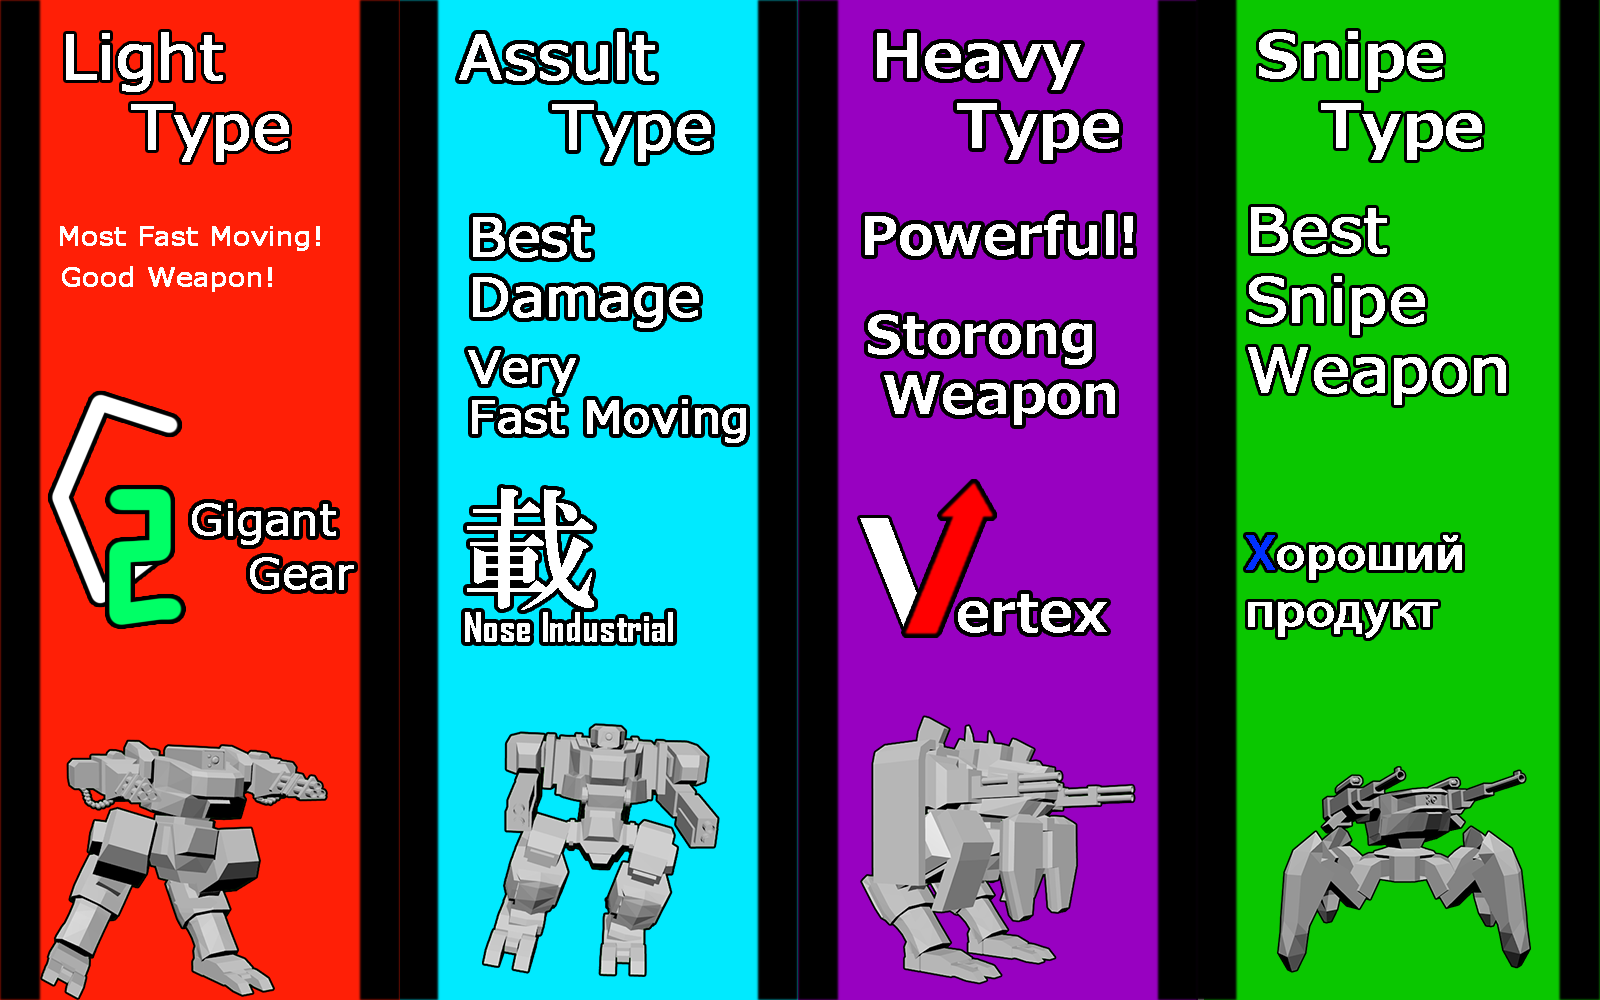 Light
Type
Most Fast Moving!
Good Weapon!
Gigant
Gear
Assult
Type
Best
Damage
Very
Fast Moving
載
Nose Industrial
Heavy
Type
Powerful!
Storong
Weapon
Vertex
Snipe
Type
Best
Snipe
Weapon
Хороший
продукт